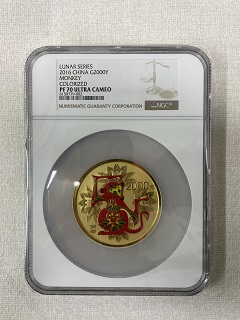 LUNAR SERIES
2016 CHINA G2000Y
MONKEY
COLORIZED
PF 70 ULTRA CAMEO
NUMISMATIC GUARANTY CORPORATION
NGC
2000